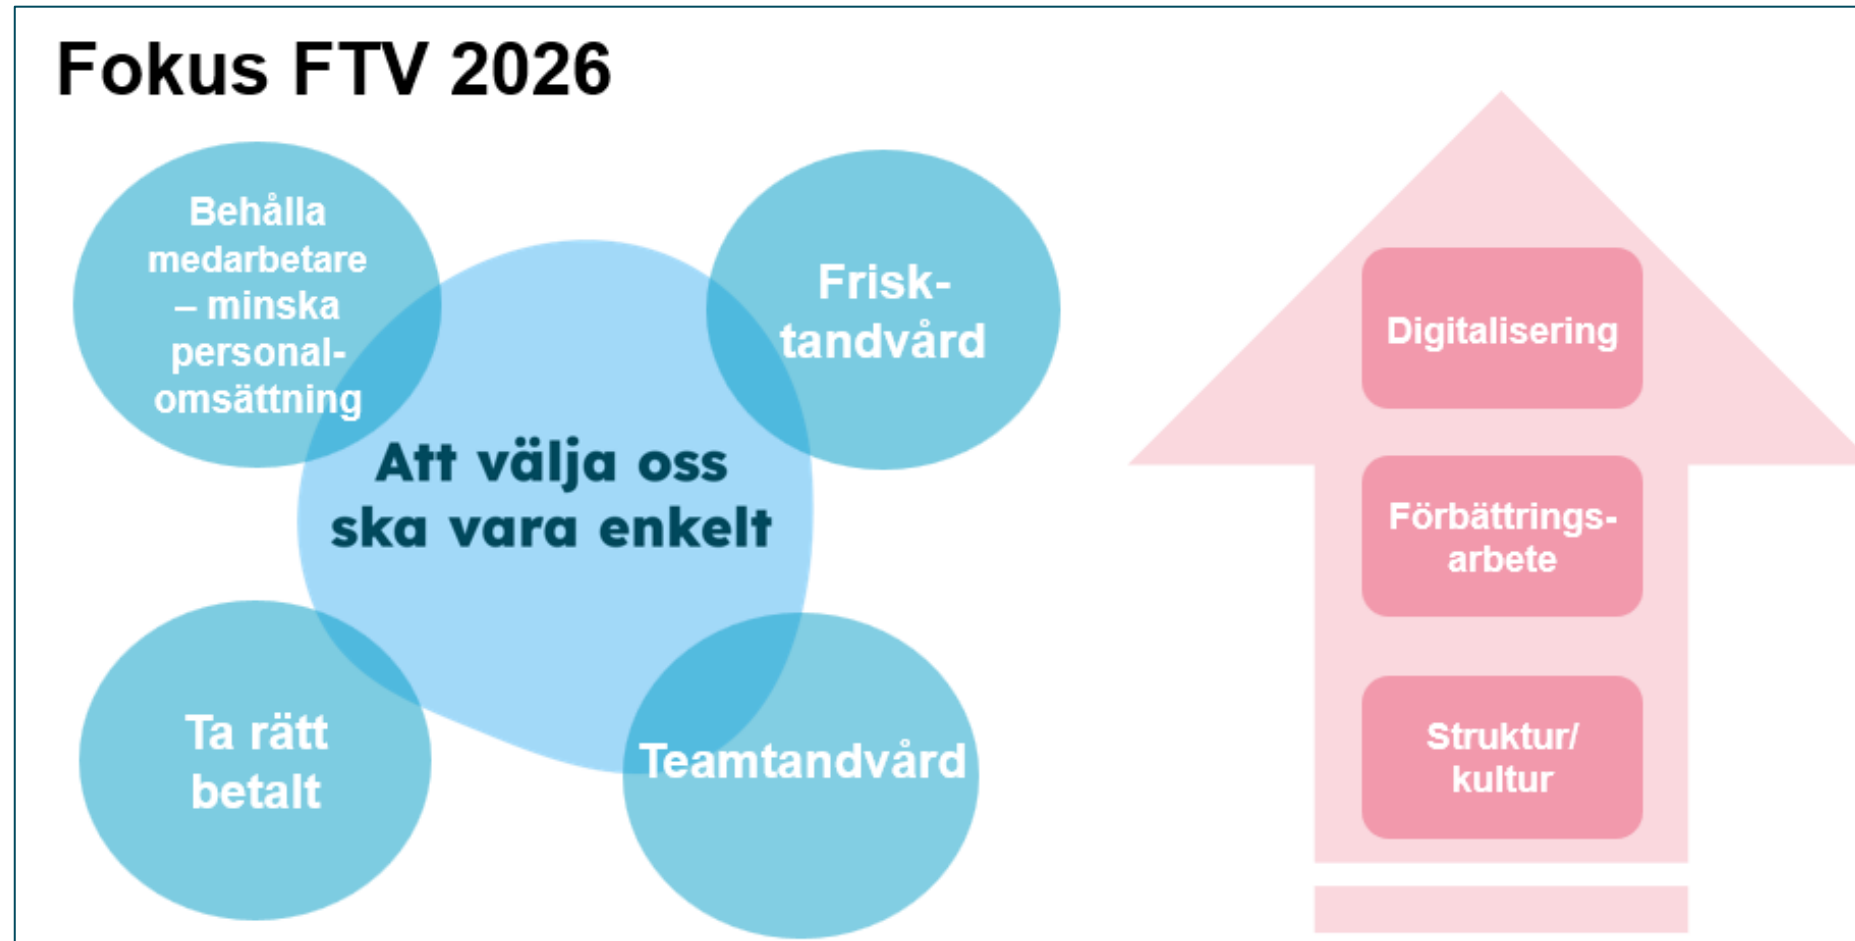 Fokus FTV 2026
Behålla
medarbetare
– minska
personal-
omsättning
Frisk-
tandvård
Att välja oss
ska vara enkelt
Ta rätt
betalt
Teamtandvård
Digitalisering
Förbättrings-
arbete
Struktur/
kultur